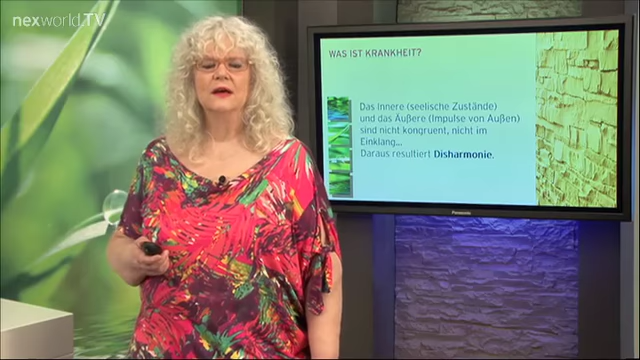 nexworld.TV
WAS IST KRANKHEIT?
Das Innere (seelische Zustände)
und das Äußere (Impulse von Außen)
sind nicht kongruent, nicht im
Einklang...
Daraus resultiert Disharmonie.
Panasonic